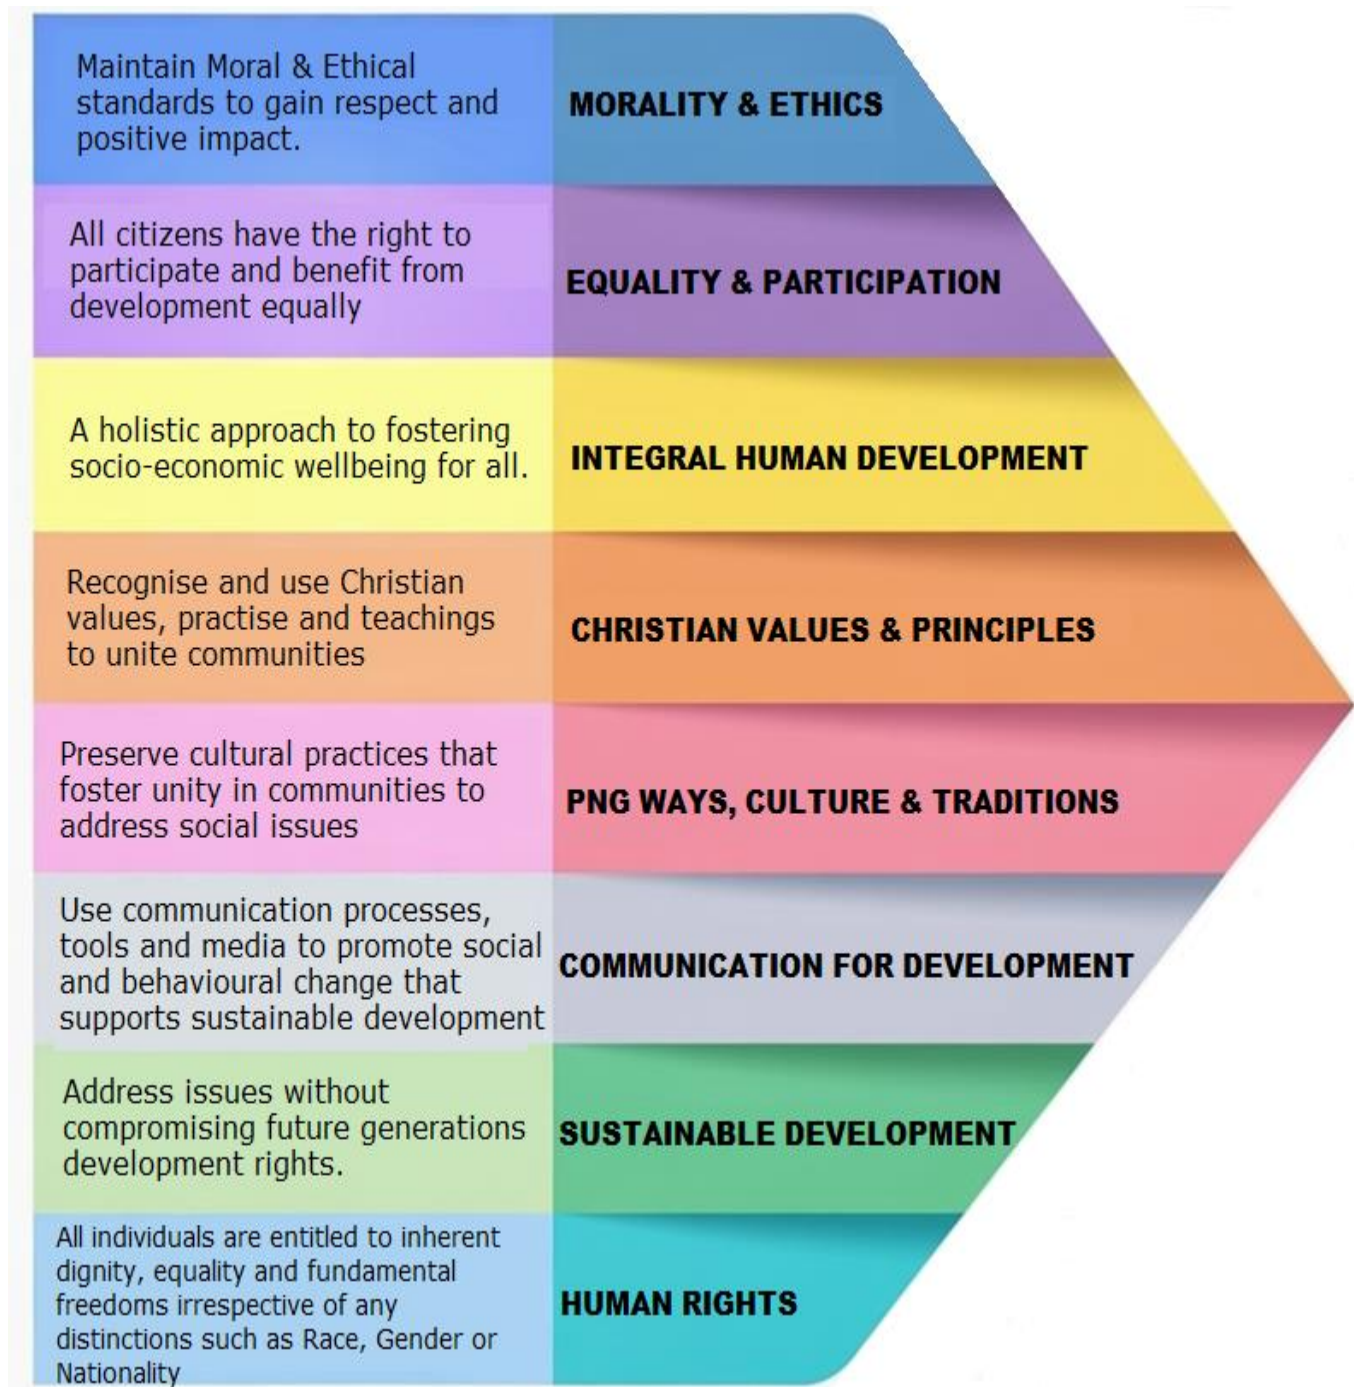 Maintain Moral & Ethical
standards to gain respect and
positive impact.
MORALITY & ETHICS
All citizens have the right to
participate and benefit from
development equally
EQUALITY & PARTICIPATION
A holistic approach to fostering
socio-economic wellbeing for all.
INTEGRAL HUMAN DEVELOPMENT
Recognise and use Christian
values, practise and teachings
to unite communities
CHRISTIAN VALUES & PRINCIPLES
Preserve cultural practices that
foster unity in communities to
address social issues
PNG WAYS, CULTURE & TRADITIONS
Use communication processes,
tools and media to promote social
and behavioural change that
supports sustainable development
COMMUNICATION FOR DEVELOPMENT
Address issues without
compromising future generations
development rights.
SUSTAINABLE DEVELOPMENT
All individuals are entitled to inherent
dignity, equality and fundamental
freedoms irrespective of any
distinctions such as Race, Gender or
Nationality
HUMAN RIGHTS